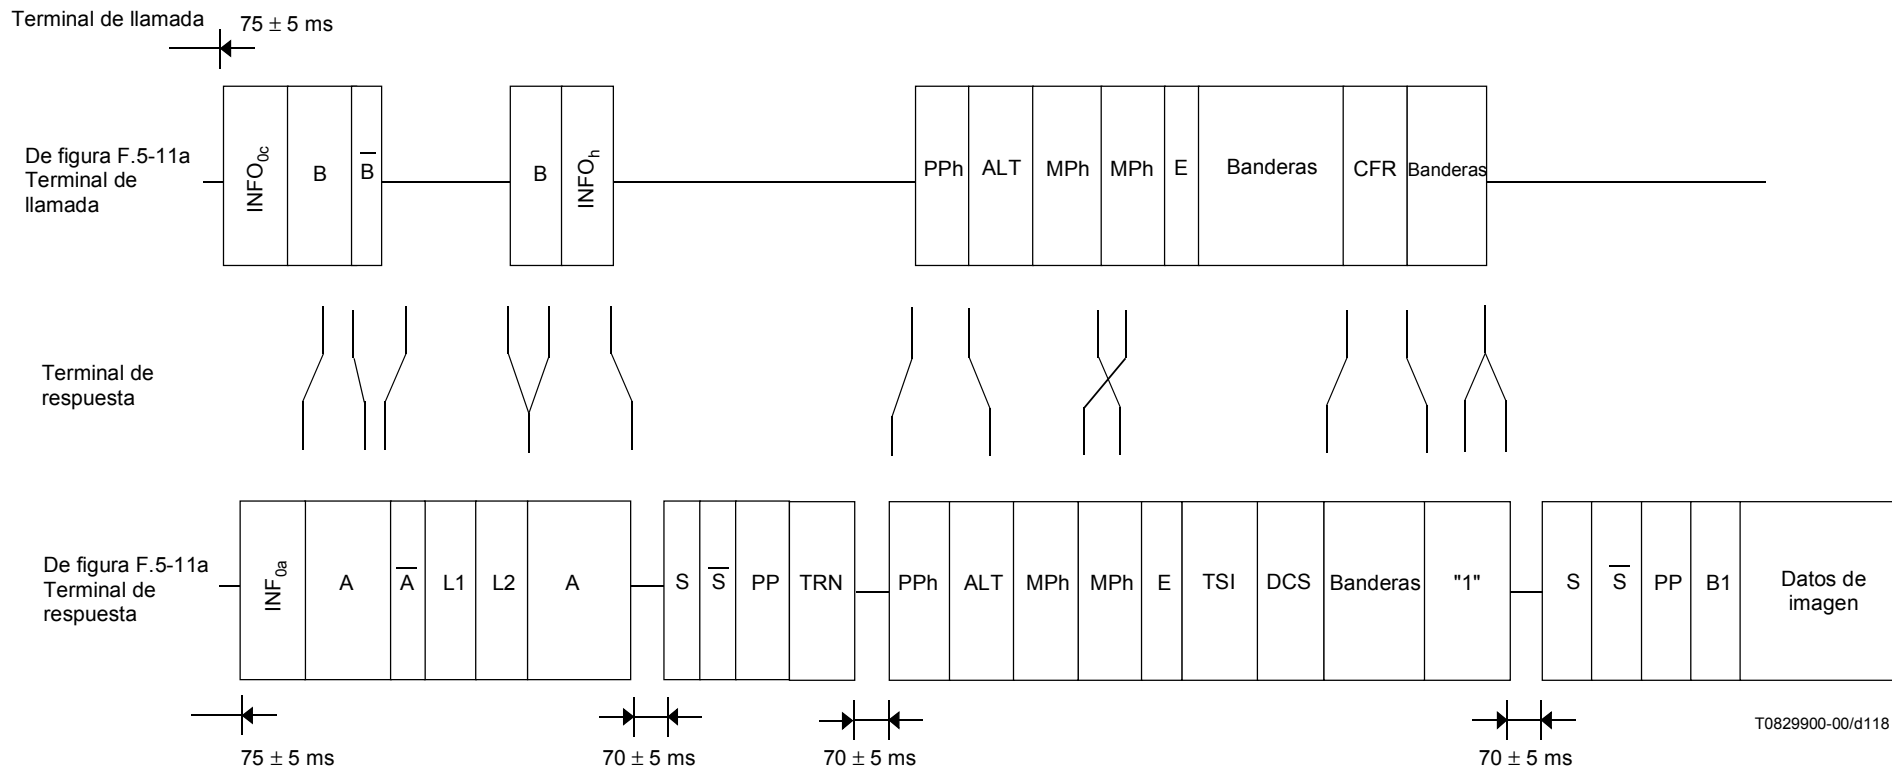 Terminal de llamada
75 ± 5 ms
De figura F.5-11a
Terminal de
llamada
INFO0c
B
B̅
B
INFOh
PPh
ALT
MPh
MPh
E
Banderas
CFR
Banderas
Terminal de
respuesta
De figura F.5-11a
Terminal de
respuesta
INF0a
A
A̅
L1
L2
A
S
S̅
PP
TRN
PPh
ALT
MPh
MPh
E
TSI
DCS
Banderas
"1"
S
S̅
PP
B1
Datos de
imagen
75 ± 5 ms
70 ± 5 ms
70 ± 5 ms
70 ± 5 ms
T0829900-00/d118